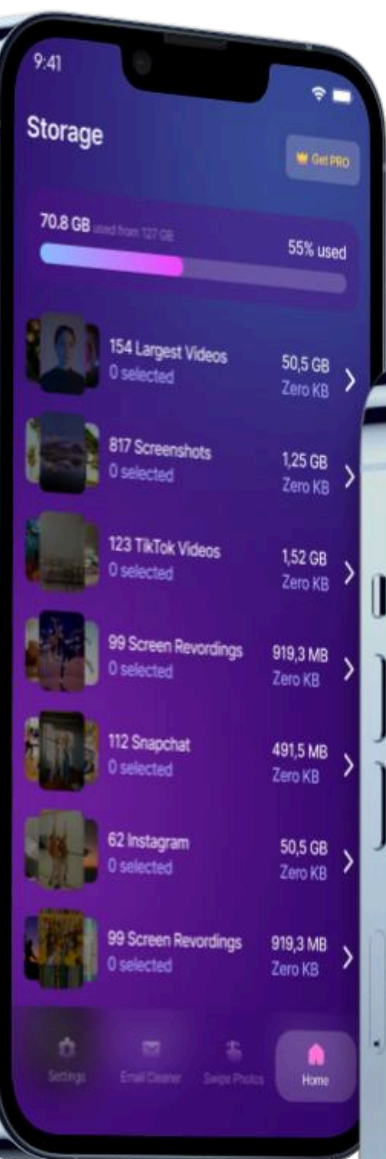 9:41
Storage
Get PRO
70.8 GB used from 127 GB
55% used
154 Largest Videos
50,5 GB
0 selected
Zero KB
817 Screenshots
1,25 GB
0 selected
Zero KB
123 TikTok Videos
1,52 GB
0 selected
Zero KB
99 Screen Revordings
919,3 MB
0 selected
Zero KB
112 Snapchat
491,5 MB
0 selected
Zero KB
62 Instagram
50,5 GB
0 selected
Zero KB
99 Screen Revordings
919,3 MB
0 selected
Zero KB
Settings
Email Cleaner
Swipe Photos
Home